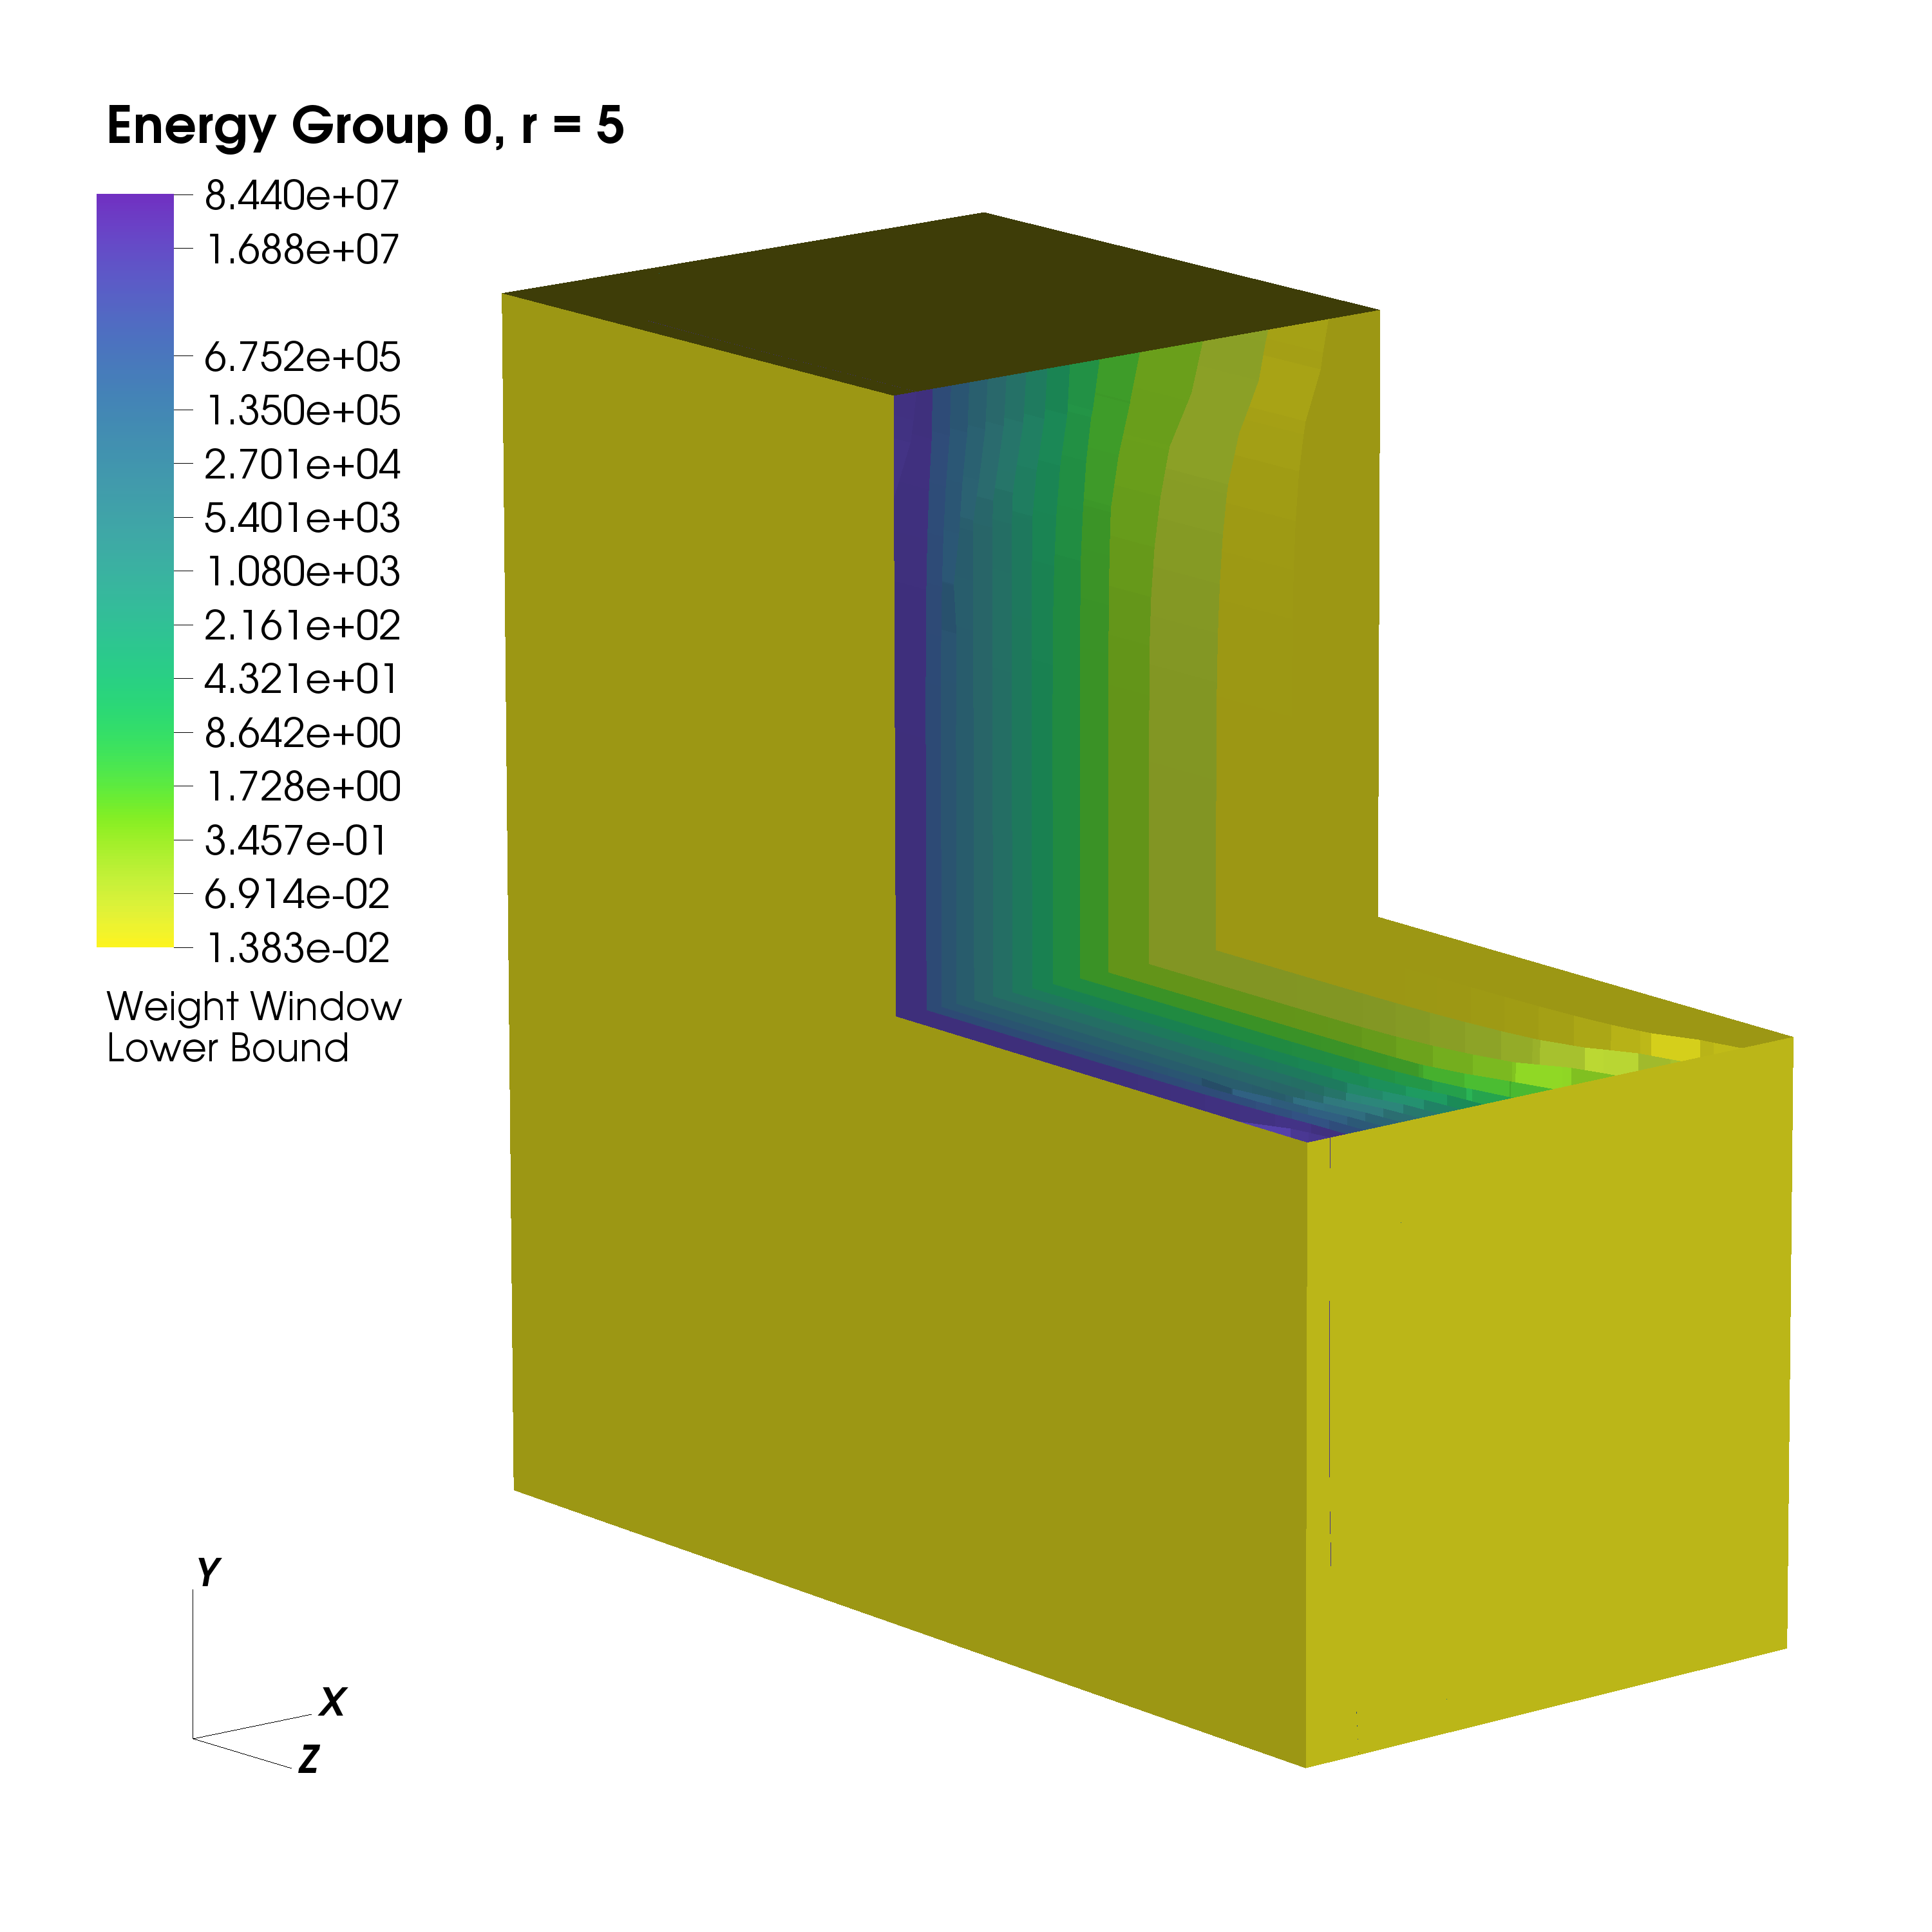 Energy Group 0, r = 5
8.440e+07
1.688e+07
6.752e+05
1.350e+05
2.701e+04
5.401e+03
1.080e+03
2.161e+02
4.321e+01
8.642e+00
1.728e+00
3.457e-01
6.914e-02
1.383e-02
Weight Window
Lower Bound
Y
X
Z